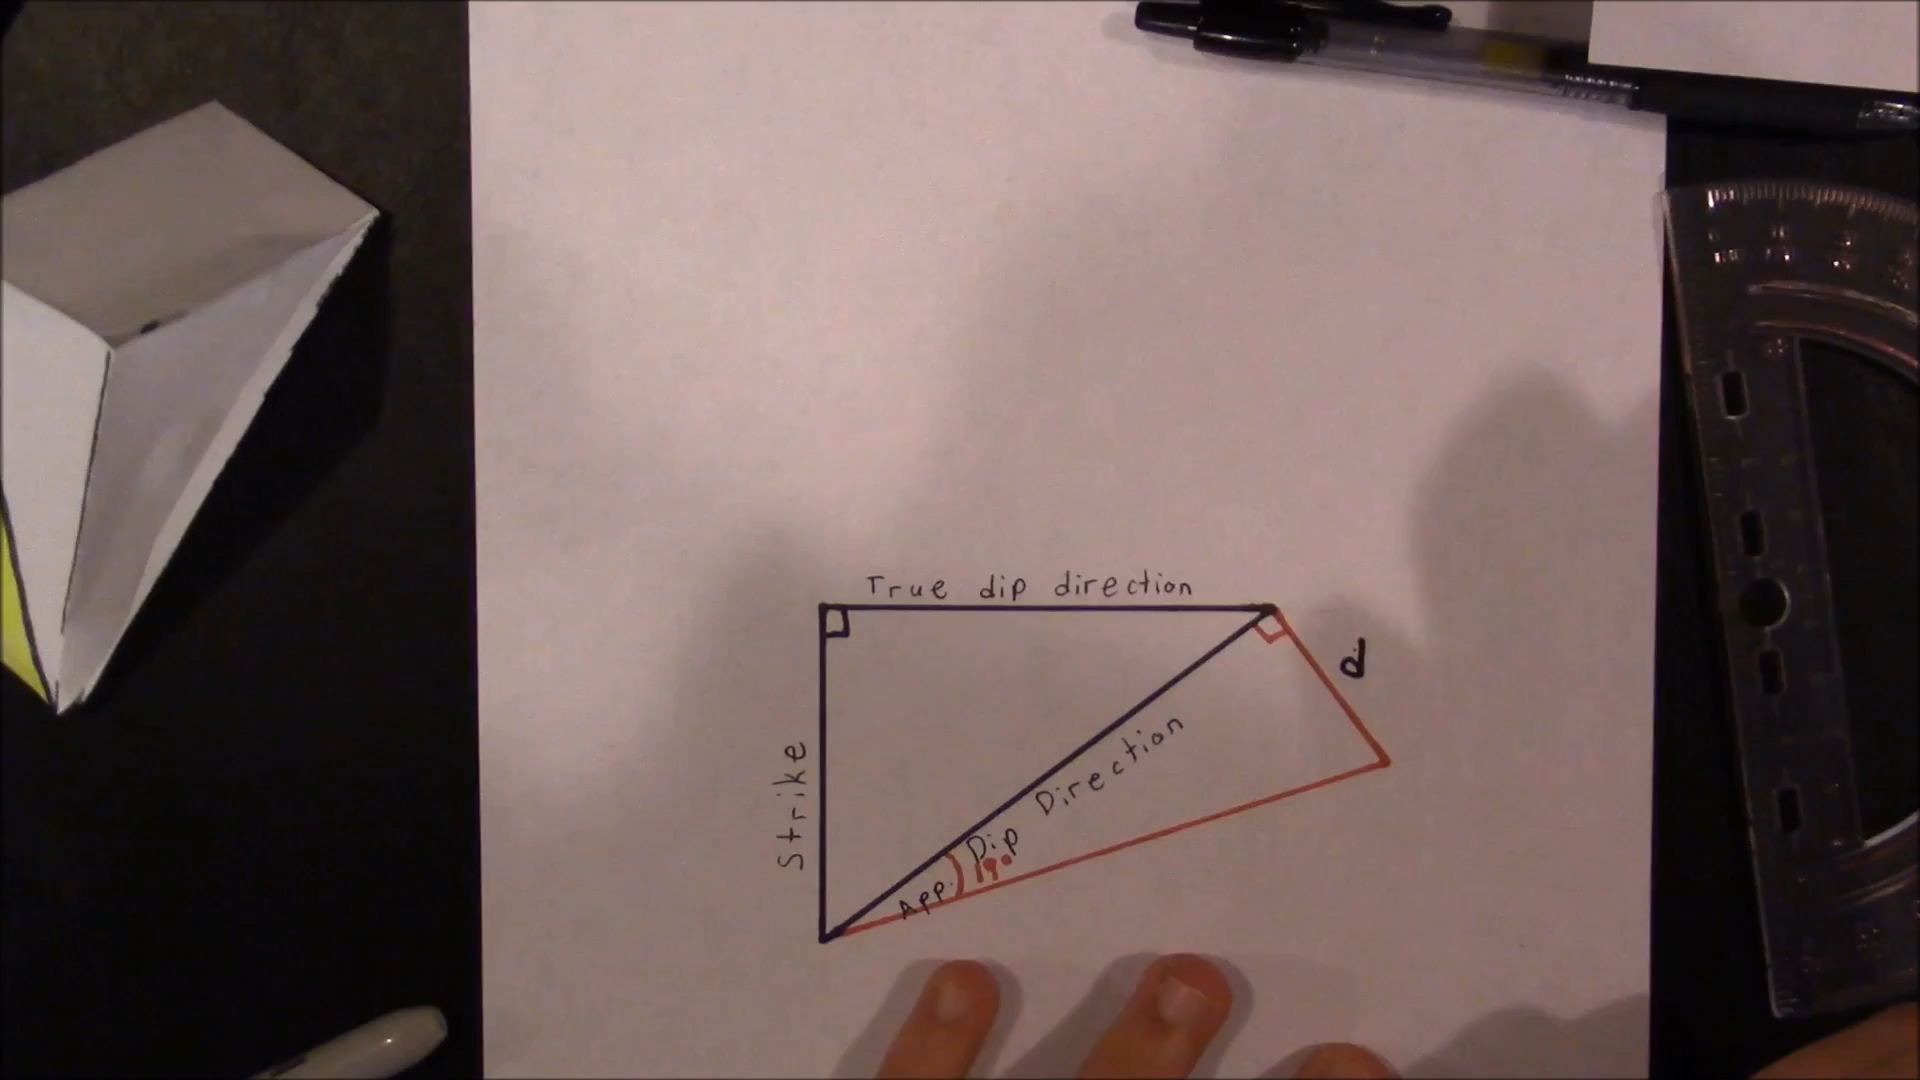 True dip direction
d
Strike
App. Dip Direction
19°